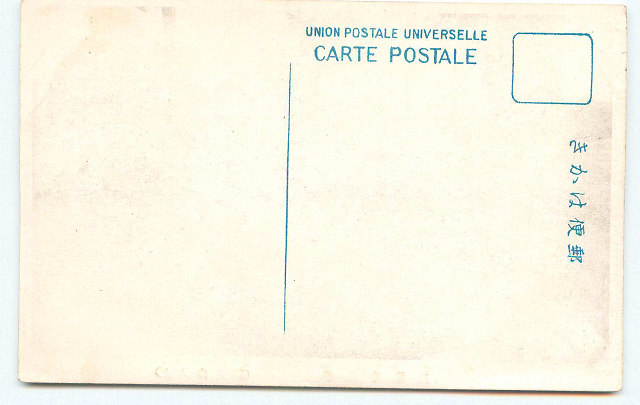 UNION POSTALE UNIVERSELLE
CARTE POSTALE
きかは便郵